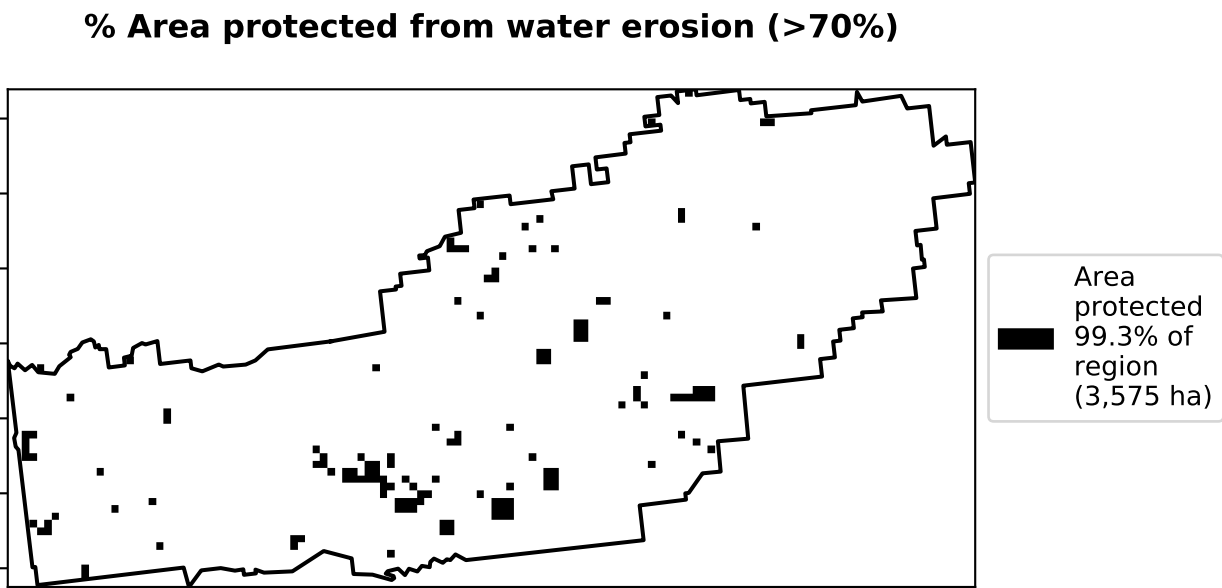 % Area protected from water erosion (>70%)
Area
protected
99.3% of
region
(3,575 ha)